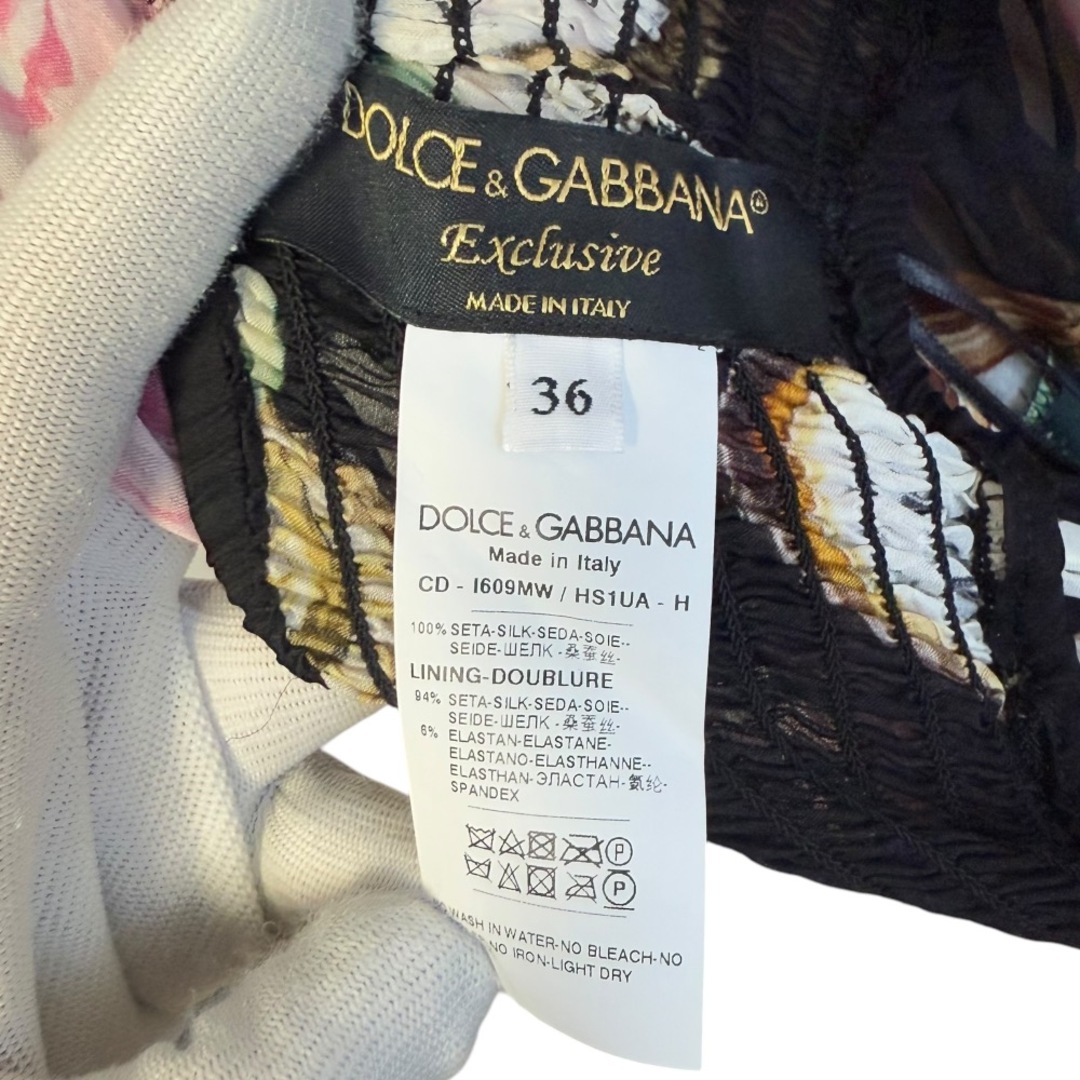 DOLCE & GABBANA®
Exclusive
MADE IN ITALY
36
DOLCE & GABBANA
Made in Italy
CD - I609MW / HS1UA - H
100% SETA-SILK-SEDA-SOIE--
SEIDE-ШЕЛК -桑蚕丝-
LINING-DOUBLURE
94% SETA-SILK-SEDA-SOIE--
SEIDE-ШЕЛК -桑蚕丝-
6% ELASTAN-ELASTANE-
ELASTANO-ELASTHANNE--
ELASTHAN-ЭЛАСТАН-氨纶-
SPANDEX
P
P
WASH IN WATER-NO BLEACH-NO
NO IRON-LIGHT DRY